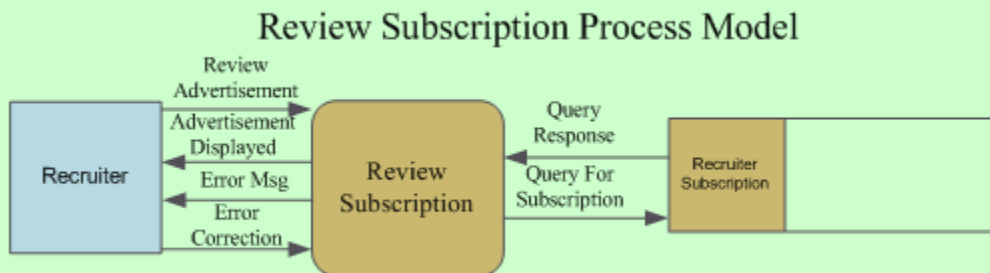 Review Subscription Process Model
Review
Advertisement
Advertisement
Displayed
Error Msg
Error
Correction
Recruiter
Review
Subscription
Query
Response
Query For
Subscription
Recruiter
Subscription